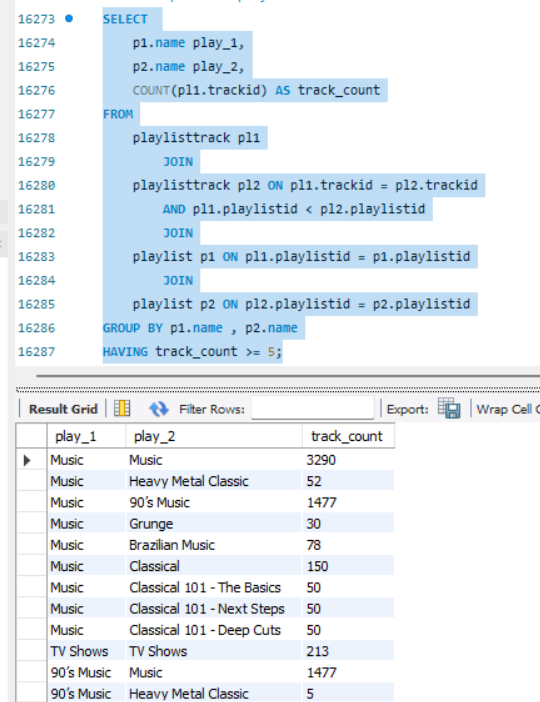 16273 SELECT
16274 p1.name play_1,
16275 p2.name play_2,
16276 COUNT(pl1.trackid) AS track_count
16277 FROM
16278 playlisttrack pl1
16279 JOIN
16280 playlisttrack pl2 ON pl1.trackid = pl2.trackid
16281 AND pl1.playlistid < pl2.playlistid
16282 JOIN
16283 playlist p1 ON pl1.playlistid = p1.playlistid
16284 JOIN
16285 playlist p2 ON pl2.playlistid = p2.playlistid
16286 GROUP BY p1.name , p2.name
16287 HAVING track_count >= 5;
Result Grid Filter Rows: Export: Wrap Cell
play_1 play_2 track_count
Music Music 3290
Music Heavy Metal Classic 52
Music 90's Music 1477
Music Grunge 30
Music Brazilian Music 78
Music Classical 150
Music Classical 101 - The Basics 50
Music Classical 101 - Next Steps 50
Music Classical 101 - Deep Cuts 50
TV Shows TV Shows 213
90's Music Music 1477
90's Music Heavy Metal Classic 5